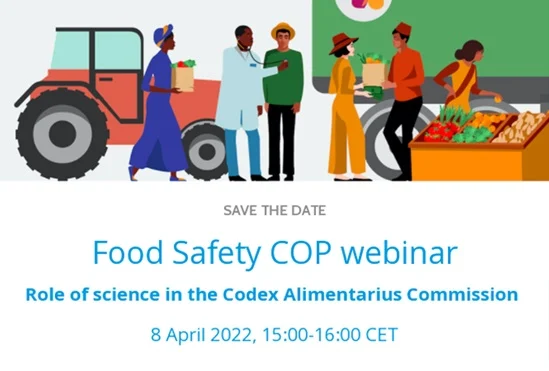 SAVE THE DATE
Food Safety COP webinar
Role of science in the Codex Alimentarius Commission
8 April 2022, 15:00-16:00 CET